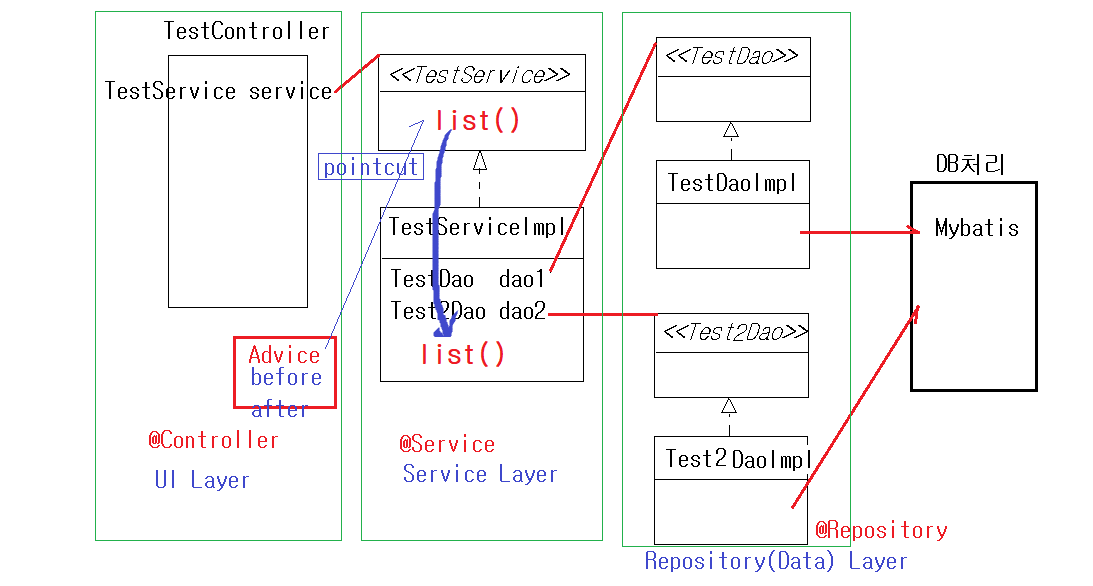 TestController
TestService service
Advice
before
after
@Controller
UI Layer
<<TestService>>
list()
pointcut
TestServiceImpl
TestDao dao1
Test2Dao dao2
list()
@Service
Service Layer
<<TestDao>>
TestDaoImpl
<<Test2Dao>>
Test2 DaoImpl
@Repository
Repository(Data) Layer
DB처리
Mybatis